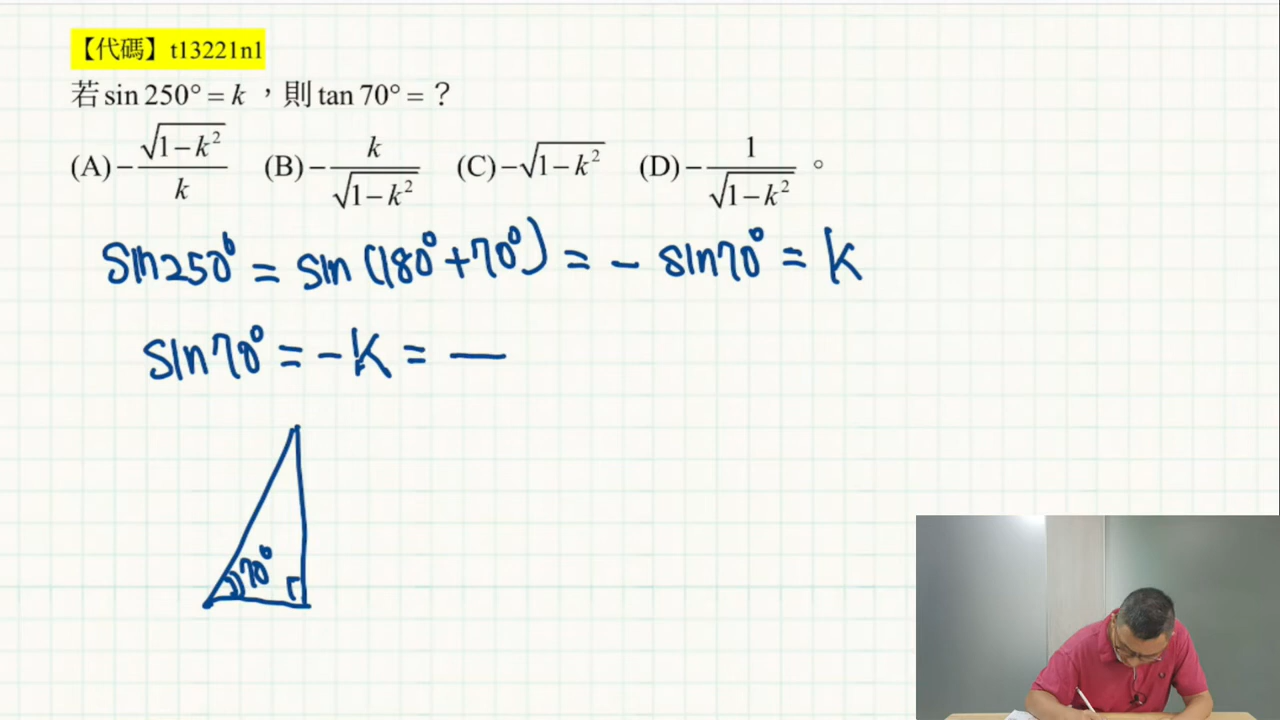 【代碼】t13221n1
若 sin 250° = k ，則 tan 70° = ？
(A) −√(1−k²)/k (B) −k/√(1−k²) (C) −√(1−k²) (D) −1/√(1−k²) 。
sin250° = sin(180°+70°) = − sin70° = k
sin70° = −k = —
70°